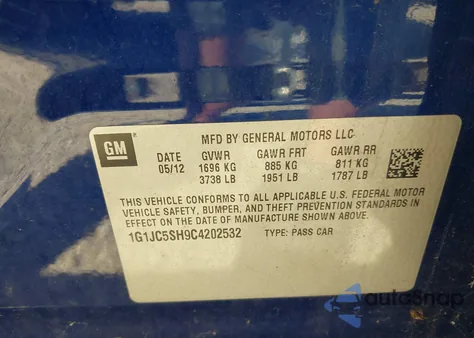 MFD BY GENERAL MOTORS LLC
GM
DATE GVWR GAWR FRT GAWR RR
05/12 1696 KG 885 KG 811 KG
3738 LB 1951 LB 1787 LB
THIS VEHICLE CONFORMS TO ALL APPLICABLE U.S. FEDERAL MOTOR
VEHICLE SAFETY, BUMPER, AND THEFT PREVENTION STANDARDS IN
EFFECT ON THE DATE OF MANUFACTURE SHOWN ABOVE.
1G1JC5SH9C4202532 TYPE: PASS CAR
autoSnap